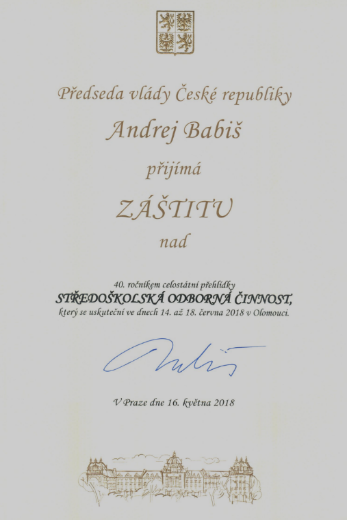 Předseda vlády České republiky
Andrej Babiš
přijímá
ZÁŠTITU
nad
40. ročníkem celostátní přehlídky
STŘEDOŠKOLSKÁ ODBORNÁ ČINNOST,
který se uskuteční ve dnech 14. až 18. června 2018 v Olomouci.
Babiš
V Praze dne 16. května 2018